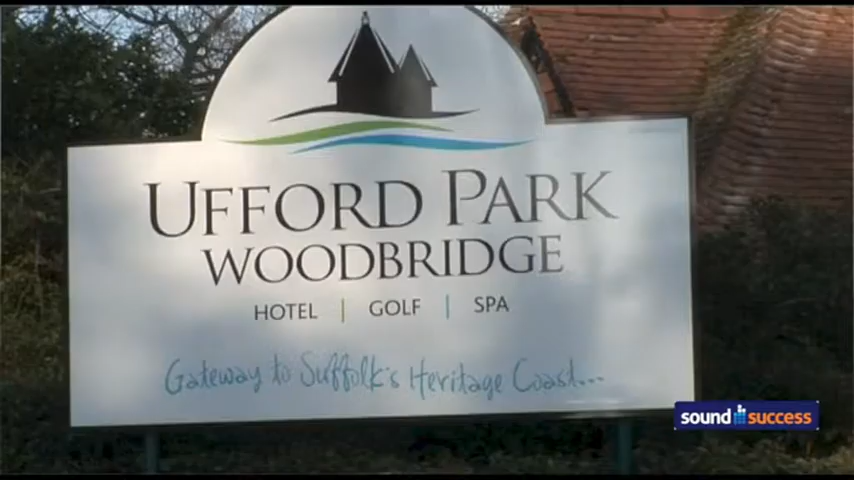 UFFORD PARK
WOODBRIDGE
HOTEL | GOLF | SPA
Gateway to Suffolk's Heritage Coast...
sound success